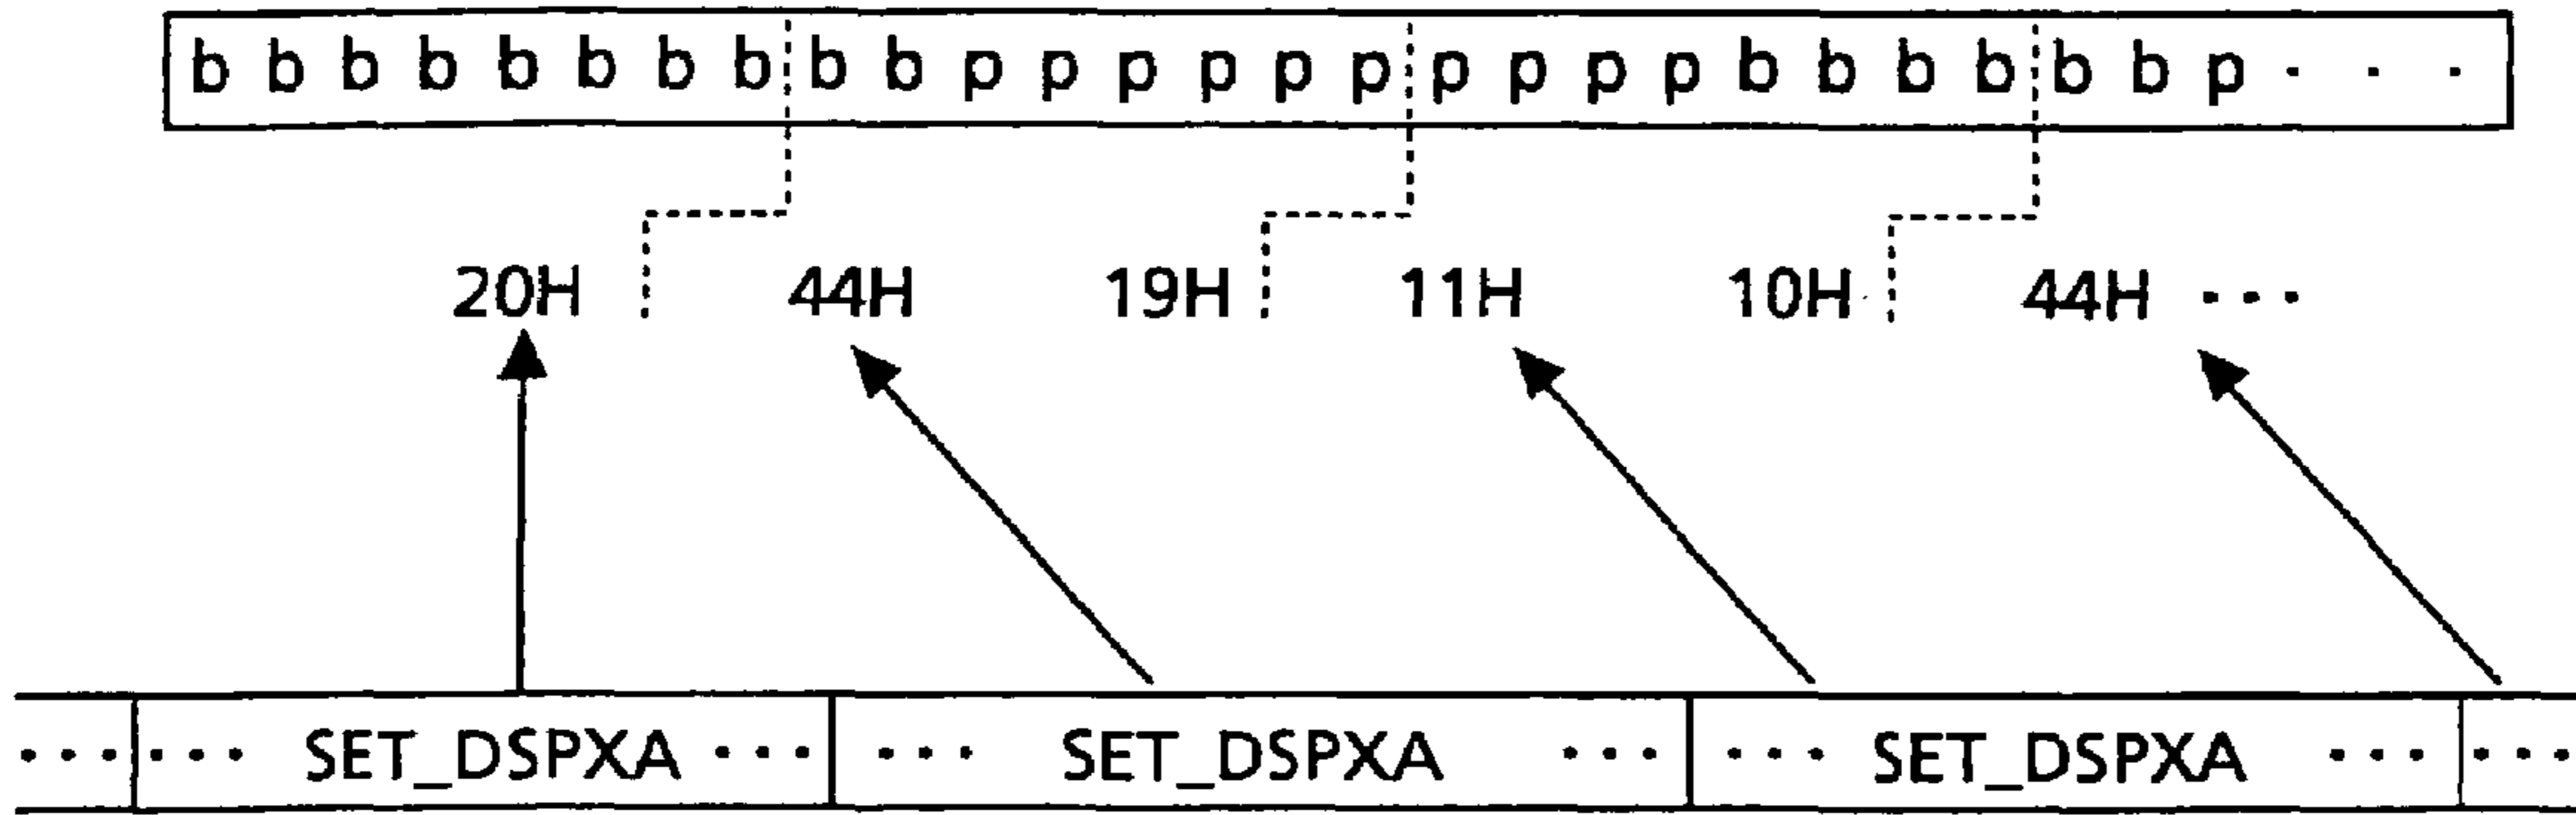 b b b b b b b b b b p p p p p p p p p p b b b b b b p · · ·
20H 44H 19H 11H 10H 44H · · ·
· · · · · · SET_DSPXA · · · · · · SET_DSPXA · · · · · · SET_DSPXA · · · · · ·